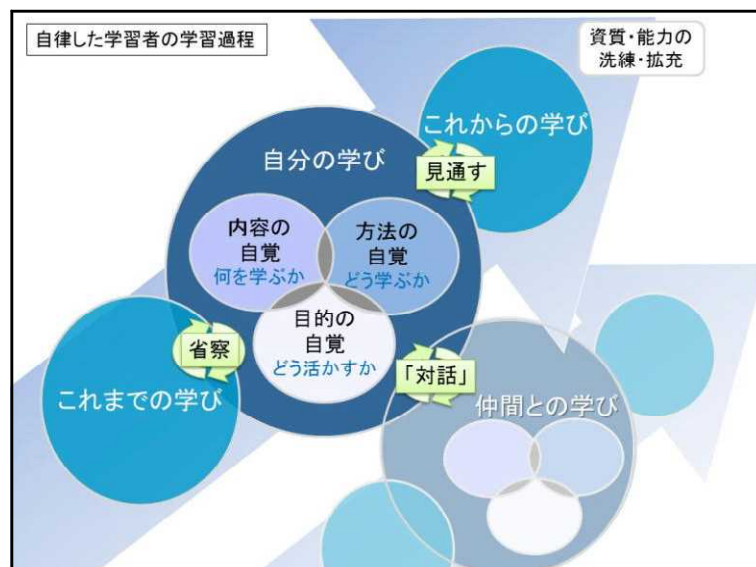 自律した学習者の学習過程
資質・能力の
洗練・拡充
これからの学び
自分の学び
見通す
内容の
自覚
何を学ぶか
方法の
自覚
どう学ぶか
目的の
自覚
どう活かすか
省察
これまでの学び
「対話」
仲間との学び